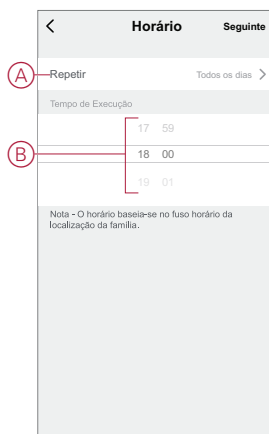 Horário Seguinte
A Repetir Todos os dias
Tempo de Execução
17 59
B 18 00
19 01
Nota - O horário baseia-se no fuso horário da
localização da família.